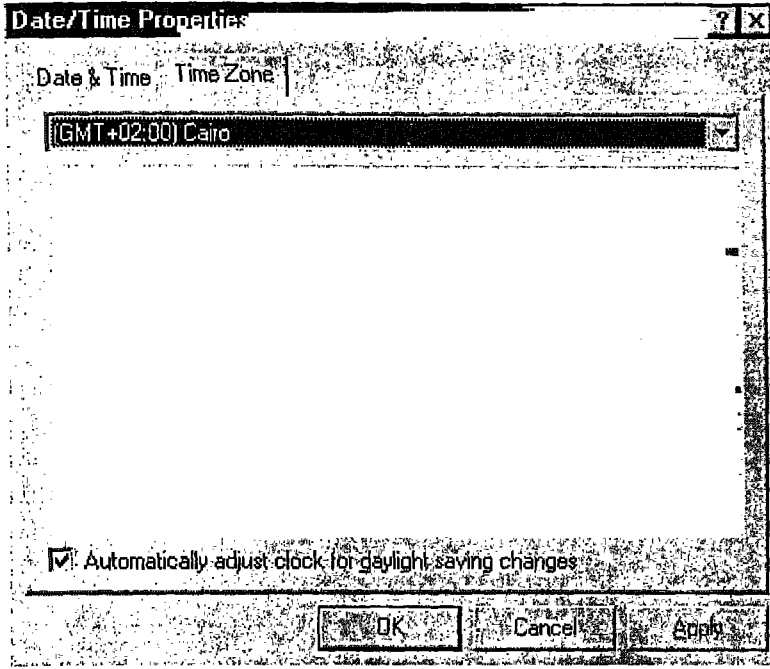 Date/Time Properties
Date & Time Time Zone
(GMT+02:00) Cairo
Automatically adjust clock for daylight saving changes
OK Cancel Apply